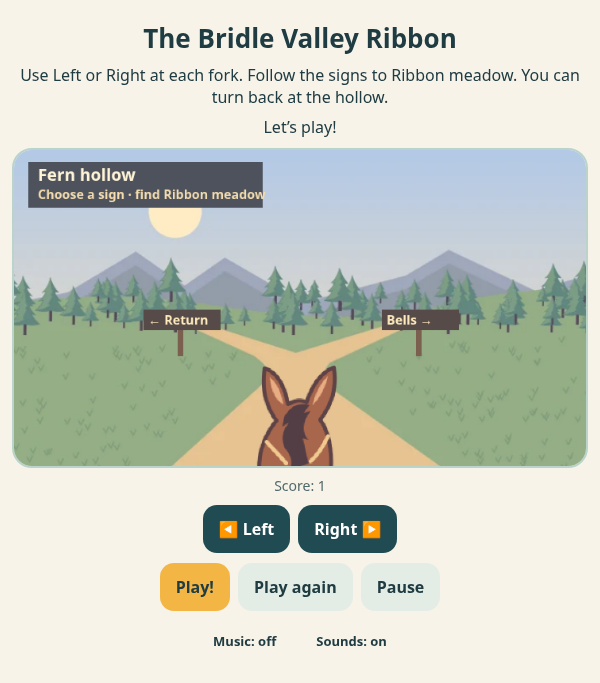 The Bridle Valley Ribbon
Use Left or Right at each fork. Follow the signs to Ribbon meadow. You can
turn back at the hollow.
Let’s play!
Fern hollow
Choose a sign · find Ribbon meadow
← Return
Bells →
Score: 1
◀ Left
Right ▶
Play!
Play again
Pause
Music: off
Sounds: on